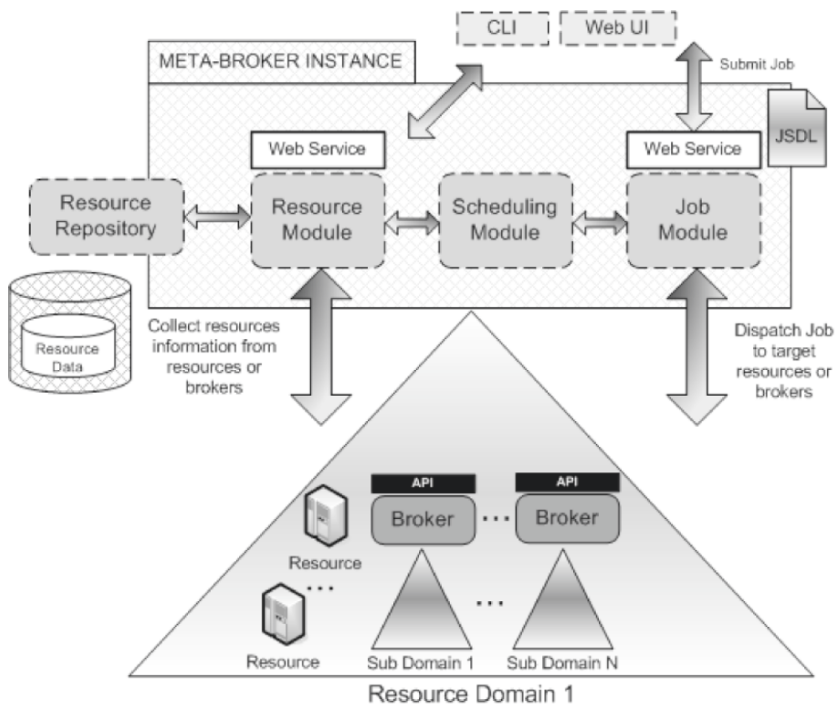 CLI
Web UI
META-BROKER INSTANCE
Submit Job
JSDL
Web Service
Web Service
Resource
Repository
Resource
Module
Scheduling
Module
Job
Module
Resource
Data
Collect resources
information from
resources or
brokers
Dispatch Job
to target
resources or
brokers
API
API
Broker
...
Broker
Resource
...
...
Resource
Sub Domain 1
Sub Domain N
Resource Domain 1